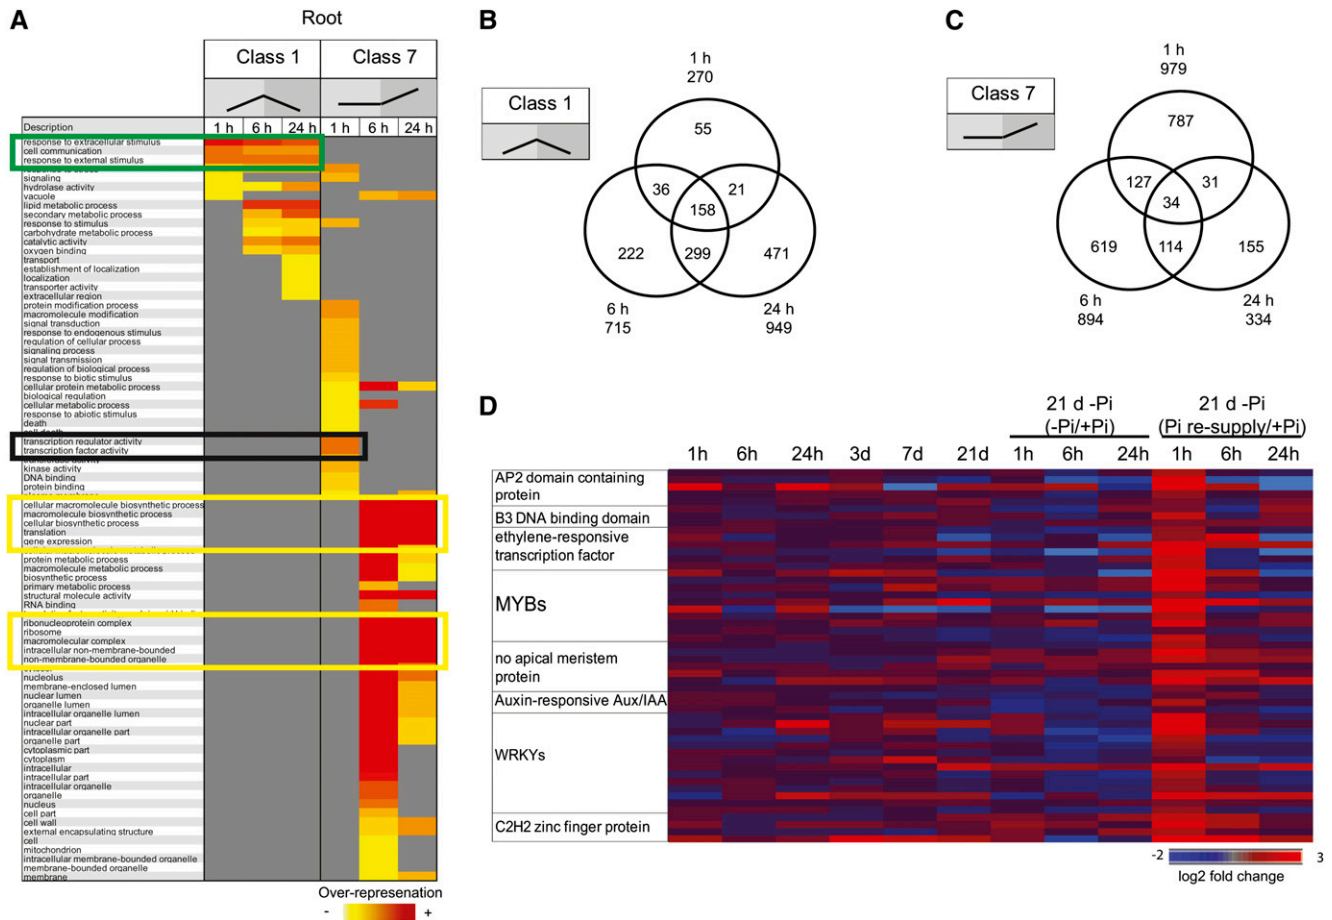 A
Root
Class 1
Class 7
Description
1 h
6 h
24 h
1 h
6 h
24 h
response to extracellular stimulus
cell communication
response to external stimulus
signaling
hydrolase activity
vacuole
lipid metabolic process
secondary metabolic process
response to stimulus
carbohydrate metabolic process
catalytic activity
oxygen binding
transport
establishment of localization
localization
transporter activity
extracellular region
protein modification process
macromolecule modification
signal transduction
response to endogenous stimulus
regulation of cellular process
signaling process
signal transmission
regulation of biological process
response to biotic stimulus
cellular protein metabolic process
biological regulation
cellular metabolic process
response to abiotic stimulus
death
cell death
transcription regulator activity
transcription factor activity
kinase activity
DNA binding
protein binding
cellular macromolecule biosynthetic process
macromolecule biosynthetic process
cellular biosynthetic process
translation
gene expression
protein metabolic process
macromolecule metabolic process
biosynthetic process
primary metabolic process
structural molecule activity
RNA binding
ribonucleoprotein complex
ribosome
macromolecular complex
intracellular non-membrane-bounded
non-membrane-bounded organelle
nucleolus
membrane-enclosed lumen
nuclear lumen
organelle lumen
intracellular organelle lumen
nuclear part
intracellular organelle part
organelle part
cytoplasmic part
cytoplasm
intracellular
intracellular part
intracellular organelle
organelle
nucleus
cell part
cell wall
external encapsulating structure
cell
mitochondrion
intracellular membrane-bounded organelle
membrane-bounded organelle
membrane
Over-represenation
- +
B
Class 1
1 h
270
55
36
21
158
222
299
471
6 h
715
24 h
949
C
Class 7
1 h
979
787
127
31
34
619
114
155
6 h
894
24 h
334
D
21 d -Pi
(-Pi/+Pi)
21 d -Pi
(Pi re-supply/+Pi)
1h 6h 24h 3d 7d 21d 1h 6h 24h 1h 6h 24h
AP2 domain containing
protein
B3 DNA binding domain
ethylene-responsive
transcription factor
MYBs
no apical meristem
protein
Auxin-responsive Aux/IAA
WRKYs
C2H2 zinc finger protein
-2 3
log2 fold change